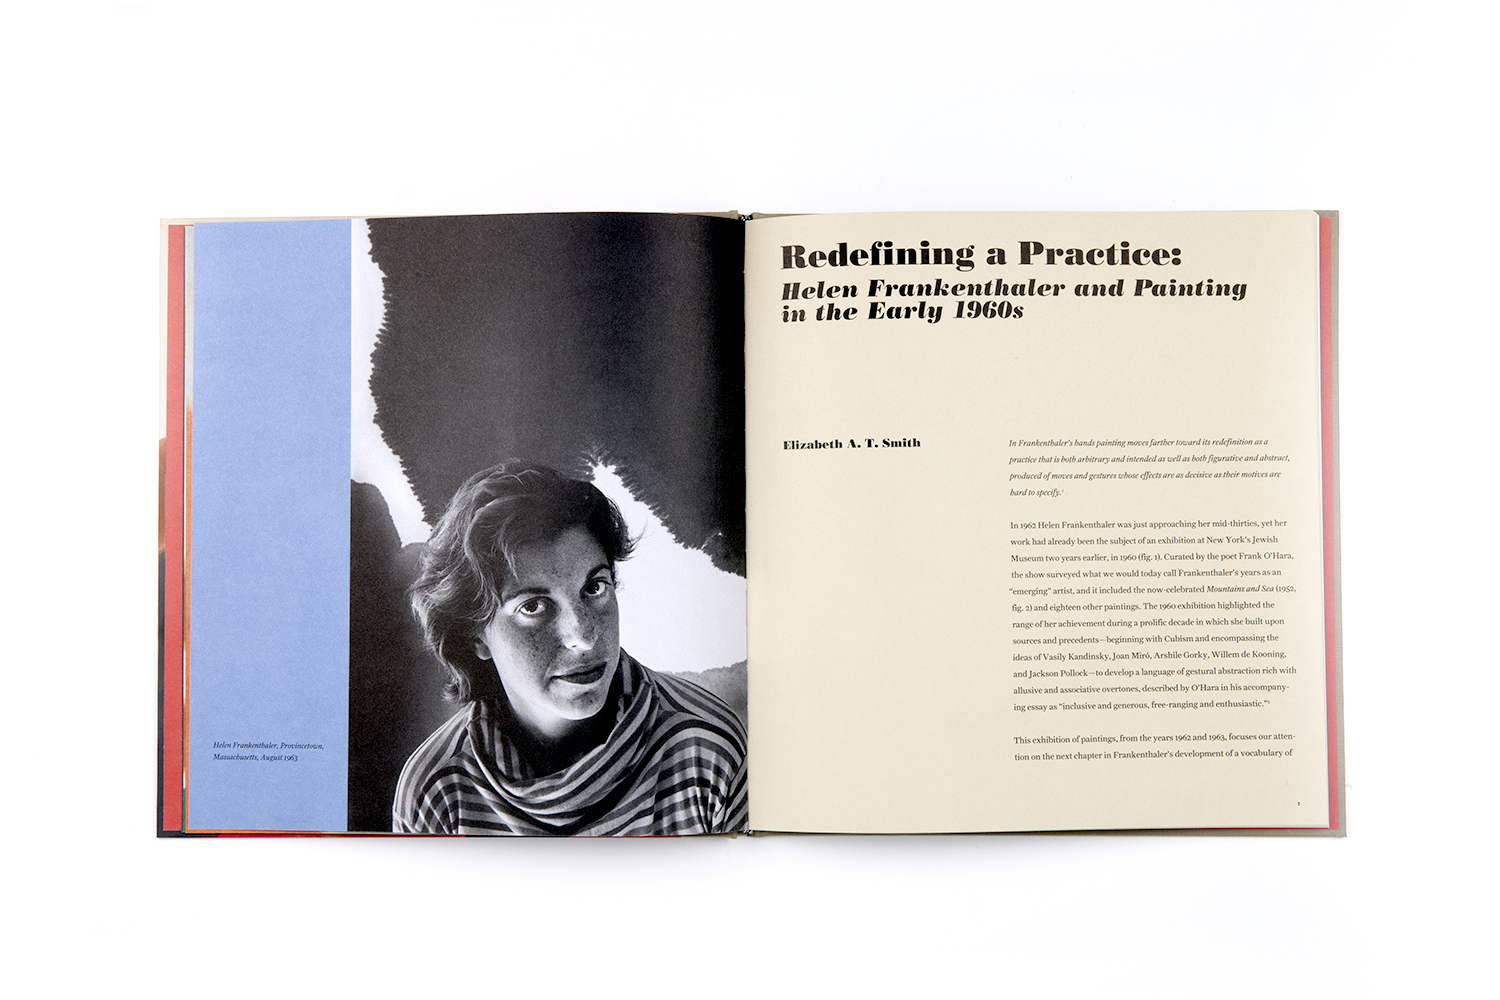 Helen Frankenthaler, Provincetown,
Massachusetts, August 1963
Redefining a Practice:
Helen Frankenthaler and Painting
in the Early 1960s
Elizabeth A. T. Smith
In Frankenthaler's hands painting moves farther toward its redefinition as a
practice that is both arbitrary and intended as well as both figurative and abstract,
produced of moves and gestures whose effects are as decisive as their motives are
hard to specify.¹
In 1962 Helen Frankenthaler was just approaching her mid-thirties, yet her
work had already been the subject of an exhibition at New York's Jewish
Museum two years earlier, in 1960 (fig. 1). Curated by the poet Frank O'Hara,
the show surveyed what we would today call Frankenthaler's years as an
"emerging" artist, and it included the now-celebrated Mountains and Sea (1952,
fig. 2) and eighteen other paintings. The 1960 exhibition highlighted the
range of her achievement during a prolific decade in which she built upon
sources and precedents—beginning with Cubism and encompassing the
ideas of Vasily Kandinsky, Joan Miró, Arshile Gorky, Willem de Kooning,
and Jackson Pollock—to develop a language of gestural abstraction rich with
allusive and associative overtones, described by O'Hara in his accompany-
ing essay as "inclusive and generous, free-ranging and enthusiastic."²
This exhibition of paintings, from the years 1962 and 1963, focuses our atten-
tion on the next chapter in Frankenthaler's development of a vocabulary of